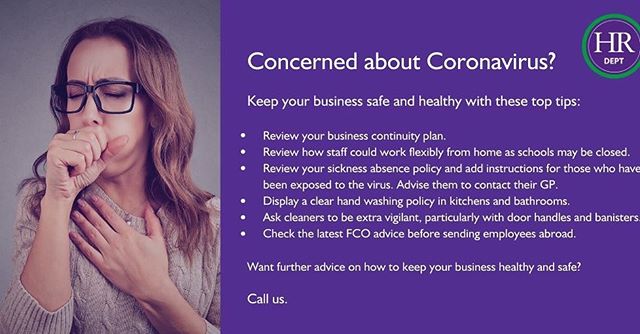 HR
DEPT
Concerned about Coronavirus?
Keep your business safe and healthy with these top tips:
• Review your business continuity plan.
• Review how staff could work flexibly from home as schools may be closed.
• Review your sickness absence policy and add instructions for those who have
been exposed to the virus. Advise them to contact their GP.
• Display a clear hand washing policy in kitchens and bathrooms.
• Ask cleaners to be extra vigilant, particularly with door handles and banisters.
• Check the latest FCO advice before sending employees abroad.
Want further advice on how to keep your business healthy and safe?
Call us.